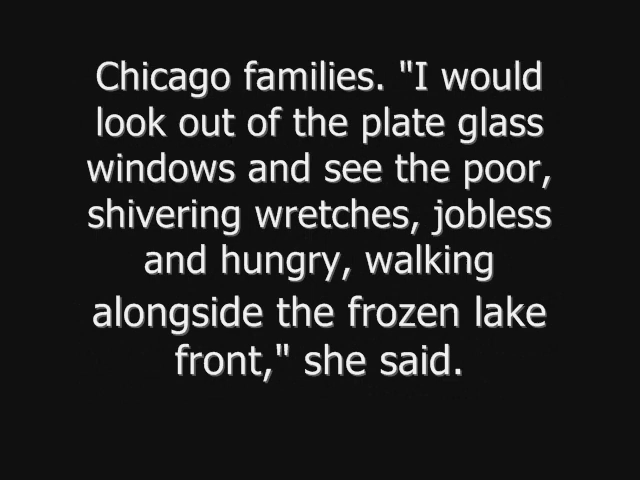 Chicago families. "I would
look out of the plate glass
windows and see the poor,
shivering wretches, jobless
and hungry, walking
alongside the frozen lake
front," she said.